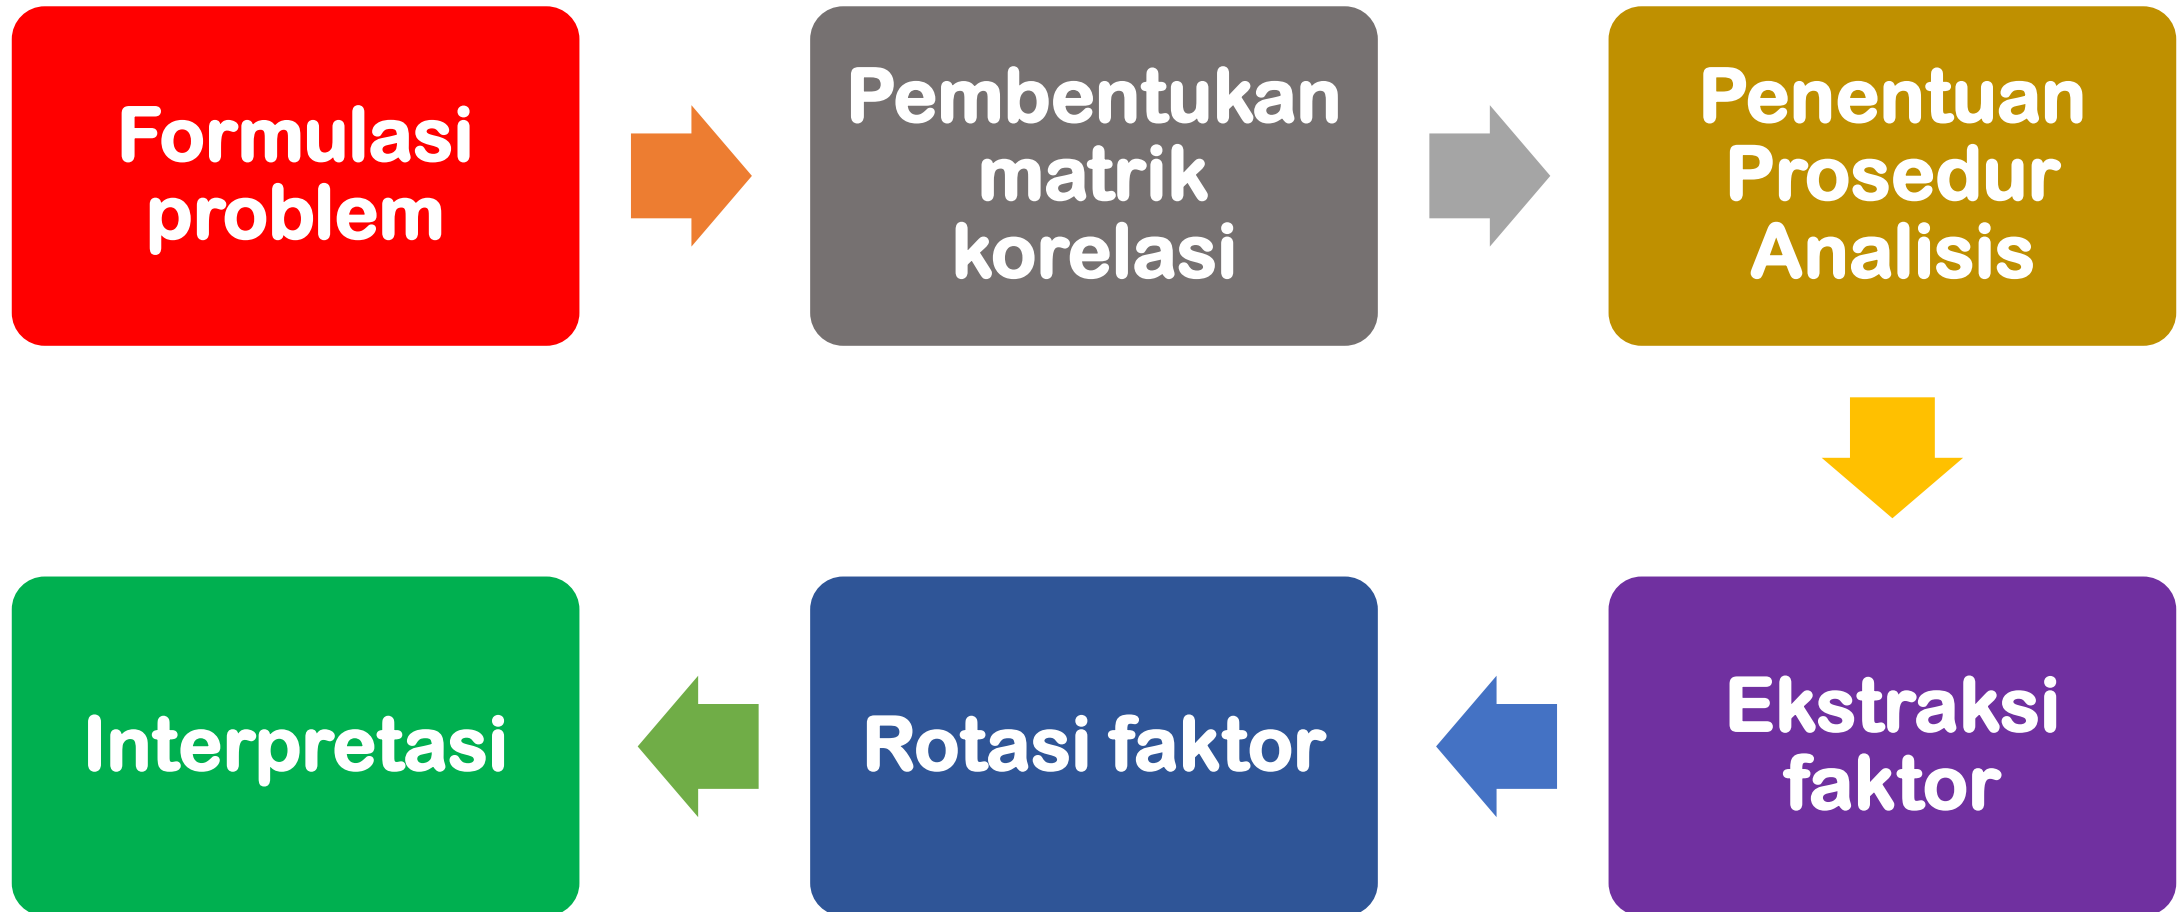 Formulasi
problem
Pembentukan
matrik
korelasi
Penentuan
Prosedur
Analisis
Ekstraksi
faktor
Rotasi faktor
Interpretasi